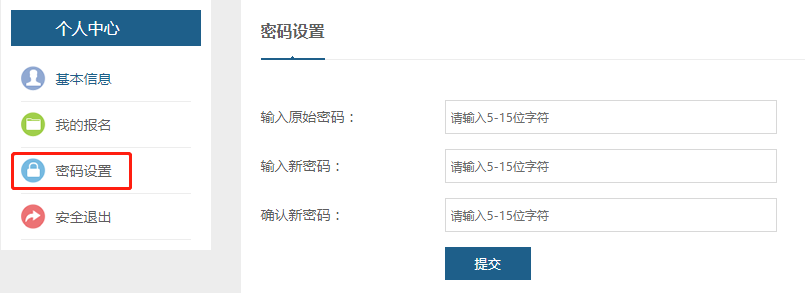 个人中心
基本信息
我的报名
密码设置
安全退出
密码设置
输入原始密码：
请输入5-15位字符
输入新密码：
请输入5-15位字符
确认新密码：
请输入5-15位字符
提交